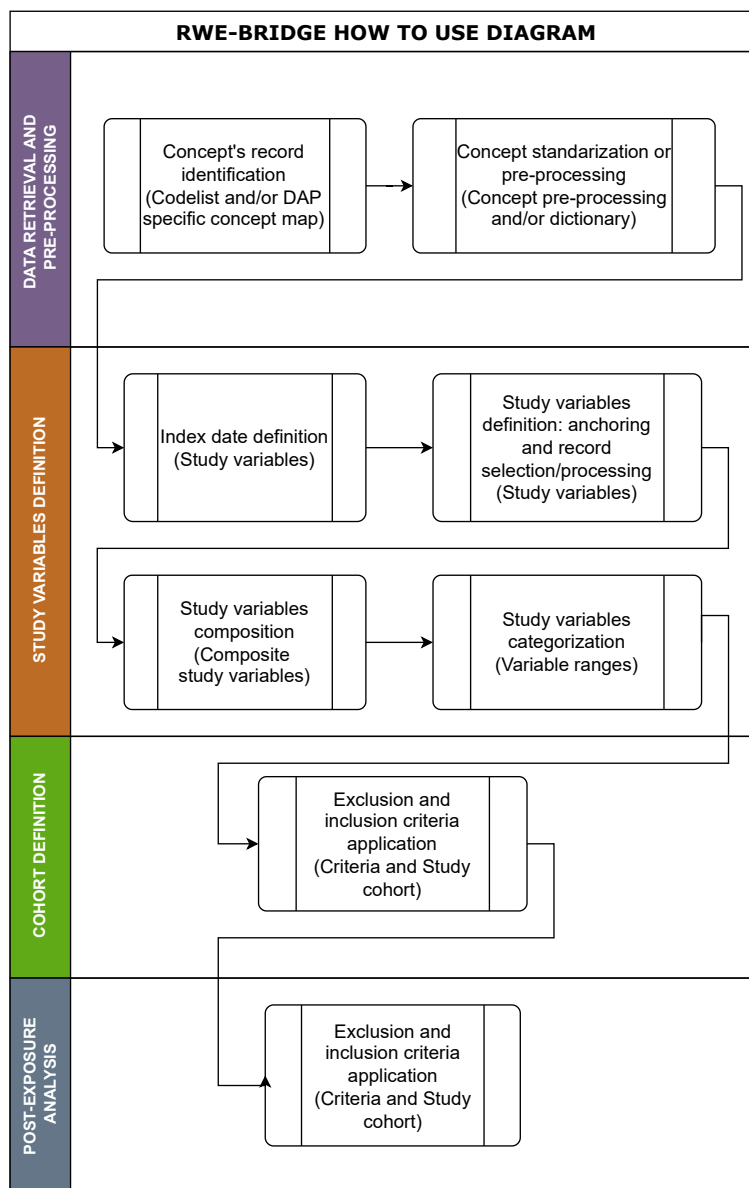 RWE-BRIDGE HOW TO USE DIAGRAM
DATA RETRIEVAL AND
PRE-PROCESSING
Concept's record
identification
(Codelist and/or DAP
specific concept map)
Concept standarization or
pre-processing
(Concept pre-processing
and/or dictionary)
STUDY VARIABLES DEFINITION
Index date definition
(Study variables)
Study variables
definition: anchoring
and record
selection/processing
(Study variables)
Study variables
composition
(Composite
study variables)
Study variables
categorization
(Variable ranges)
COHORT DEFINITION
Exclusion and
inclusion criteria
application
(Criteria and Study
cohort)
POST-EXPOSURE
ANALYSIS
Exclusion and
inclusion criteria
application
(Criteria and Study
cohort)